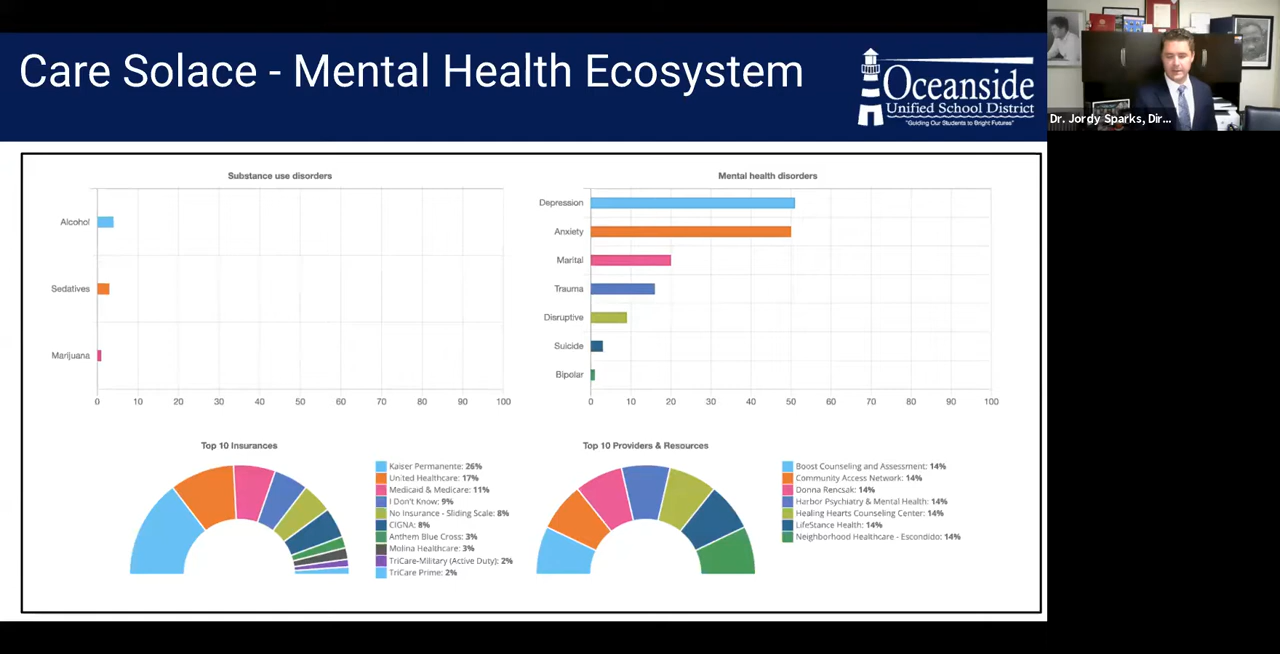 Care Solace - Mental Health Ecosystem
Oceanside
Unified School District
"Guiding Our Students to Bright Futures"
Dr. Jordy Sparks, Dir...
Substance use disorders
Alcohol
Sedatives
Marijuana
0 10 20 30 40 50 60 70 80 90 100
Mental health disorders
Depression
Anxiety
Marital
Trauma
Disruptive
Suicide
Bipolar
0 10 20 30 40 50 60 70 80 90 100
Top 10 Insurances
Kaiser Permanente: 26%
United Healthcare: 17%
Medicaid & Medicare: 11%
I Don't Know: 9%
No Insurance - Sliding Scale: 8%
CIGNA: 8%
Anthem Blue Cross: 3%
Molina Healthcare: 3%
TriCare-Military (Active Duty): 2%
TriCare Prime: 2%
Top 10 Providers & Resources
Boost Counseling and Assessment: 14%
Community Access Network: 14%
Donna Rencsak: 14%
Harbor Psychiatry & Mental Health: 14%
Healing Hearts Counseling Center: 14%
LifeStance Health: 14%
Neighborhood Healthcare - Escondido: 14%